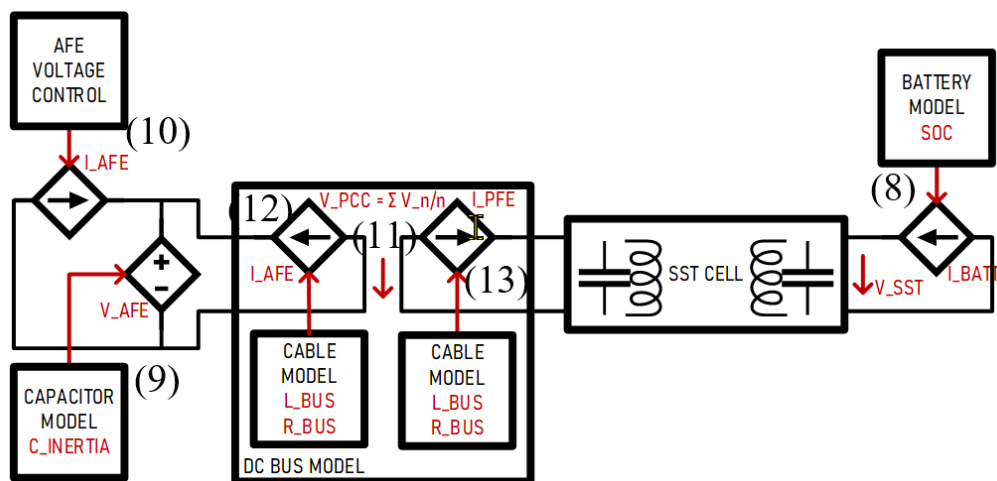 AFE
VOLTAGE
CONTROL
(10)
I_AFE
V_AFE
(9)
CAPACITOR
MODEL
C_INERTIA
(12)
V_PCC = Σ V_n/n
I_PFE
(11)
I_AFE
(13)
CABLE
MODEL
L_BUS
R_BUS
CABLE
MODEL
L_BUS
R_BUS
DC BUS MODEL
SST CELL
BATTERY
MODEL
SOC
(8)
V_SST
I_BATT
+
-